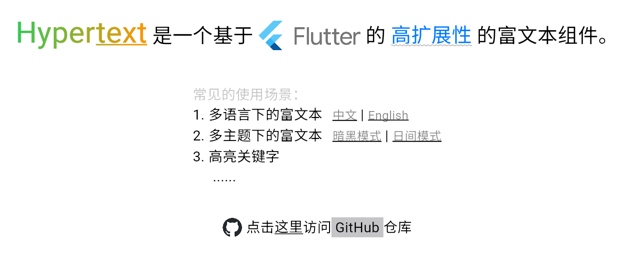 Hypertext 是一个基于 Flutter 的 高扩展性 的富文本组件。
常见的使用场景：
1. 多语言下的富文本 中文 | English
2. 多主题下的富文本 暗黑模式 | 日间模式
3. 高亮关键字
......
点击这里访问 GitHub 仓库